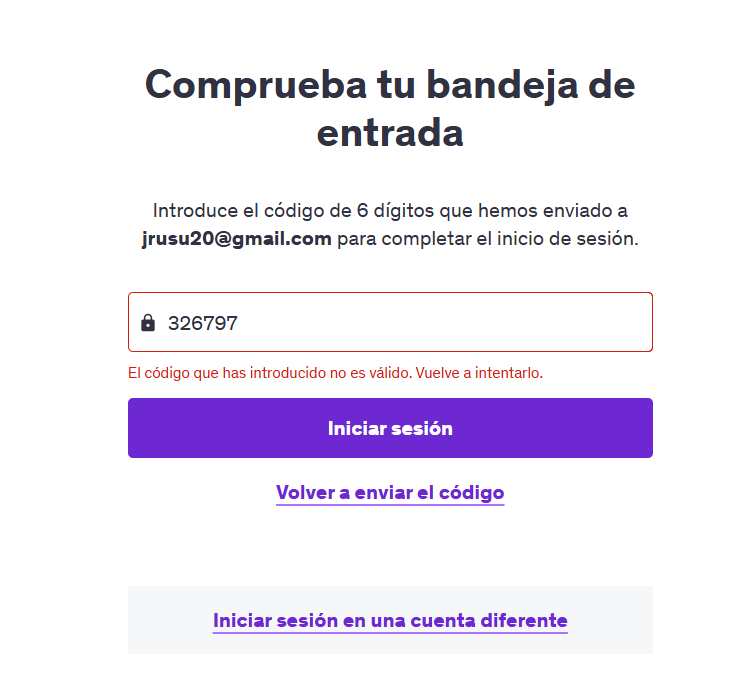 Comprueba tu bandeja de
entrada
Introduce el código de 6 dígitos que hemos enviado a
jrusu20@gmail.com para completar el inicio de sesión.
326797
El código que has introducido no es válido. Vuelve a intentarlo.
Iniciar sesión
Volver a enviar el código
Iniciar sesión en una cuenta diferente